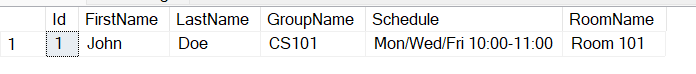 Id FirstName LastName GroupName Schedule RoomName
1 1 John Doe CS101 Mon/Wed/Fri 10:00-11:00 Room 101